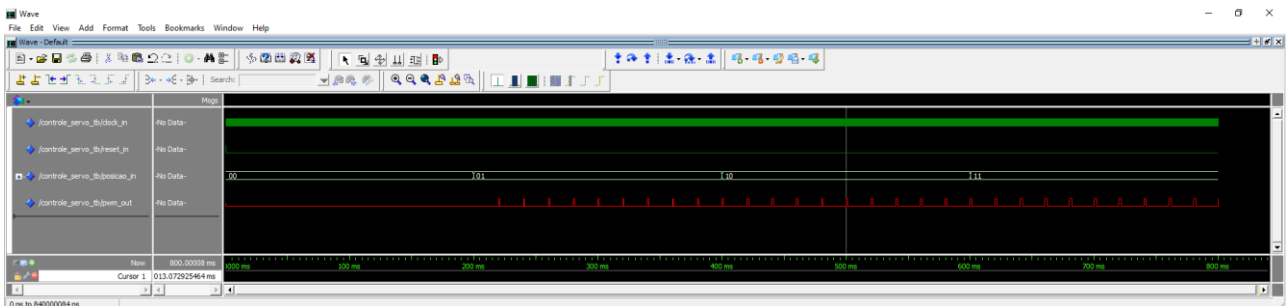 Wave
File Edit View Add Format Tools Bookmarks Window Help
Wave - Default
Search:
Msgs
/controle_servo_tb/clock_in -No Data-
/controle_servo_tb/reset_in -No Data-
/controle_servo_tb/posicao_in -No Data- 00 01 10 11
/controle_servo_tb/pwm_out -No Data-
Now 800.00008 ms 100 ms 200 ms 300 ms 400 ms 500 ms 600 ms 700 ms 800 ms
Cursor 1 013.072925464 ms
0 ns to 840000084 ns